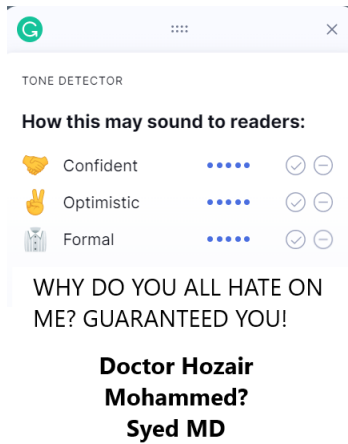 TONE DETECTOR
How this may sound to readers:
Confident
Optimistic
Formal
WHY DO YOU ALL HATE ON
ME? GUARANTEED YOU!
Doctor Hozair
Mohammed?
Syed MD